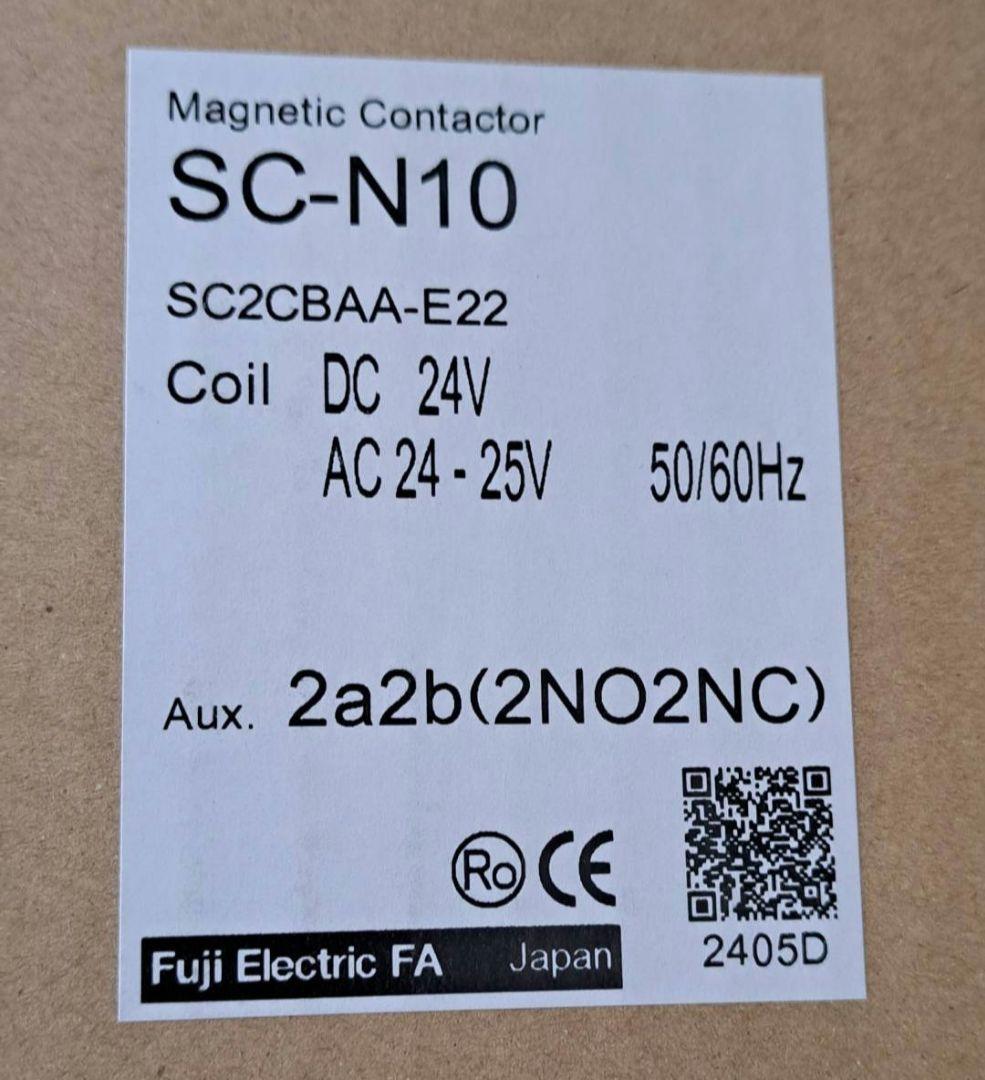 Magnetic Contactor
SC-N10
SC2CBAA-E22
Coil DC 24V
AC 24 - 25V 50/60Hz
Aux. 2a2b(2NO2NC)
Ro CE
2405D
Fuji Electric FA Japan